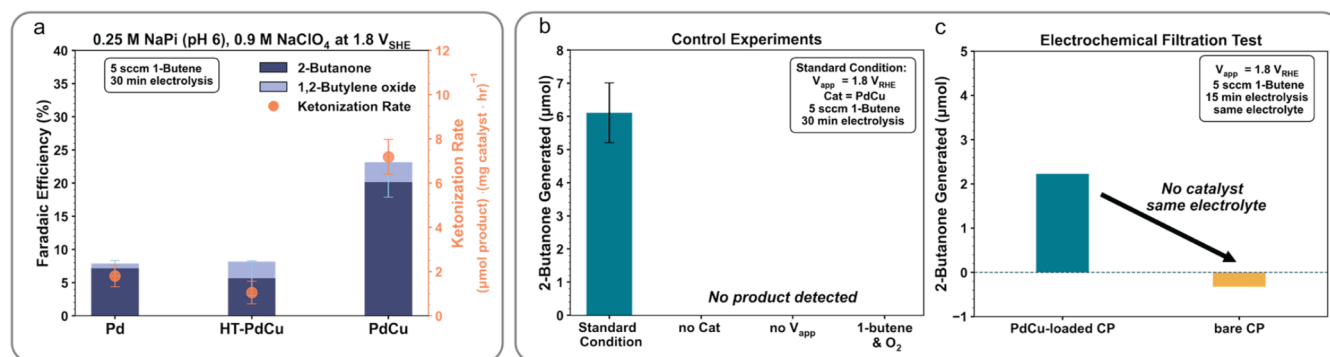 a
0.25 M NaPi (pH 6), 0.9 M NaClO4 at 1.8 VSHE
5 sccm 1-Butene
30 min electrolysis
2-Butanone
1,2-Butylene oxide
Ketonization Rate
Faradaic Efficiency (%)
40
35
30
25
20
15
10
5
0
12
10
8
6
4
2
0
Ketonization Rate
(μmol product) · (mg catalyst · hr)−1
Pd
HT-PdCu
PdCu
b
Control Experiments
Standard Condition:
Vapp = 1.8 VRHE
Cat = PdCu
5 sccm 1-Butene
30 min electrolysis
2-Butanone Generated (μmol)
8
7
6
5
4
3
2
1
0
No product detected
Standard
Condition
no Cat
no Vapp
1-butene
& O2
c
Electrochemical Filtration Test
Vapp = 1.8 VRHE
5 sccm 1-Butene
15 min electrolysis
same electrolyte
2-Butanone Generated (μmol)
5
4
3
2
1
0
−1
No catalyst
same electrolyte
PdCu-loaded CP
bare CP